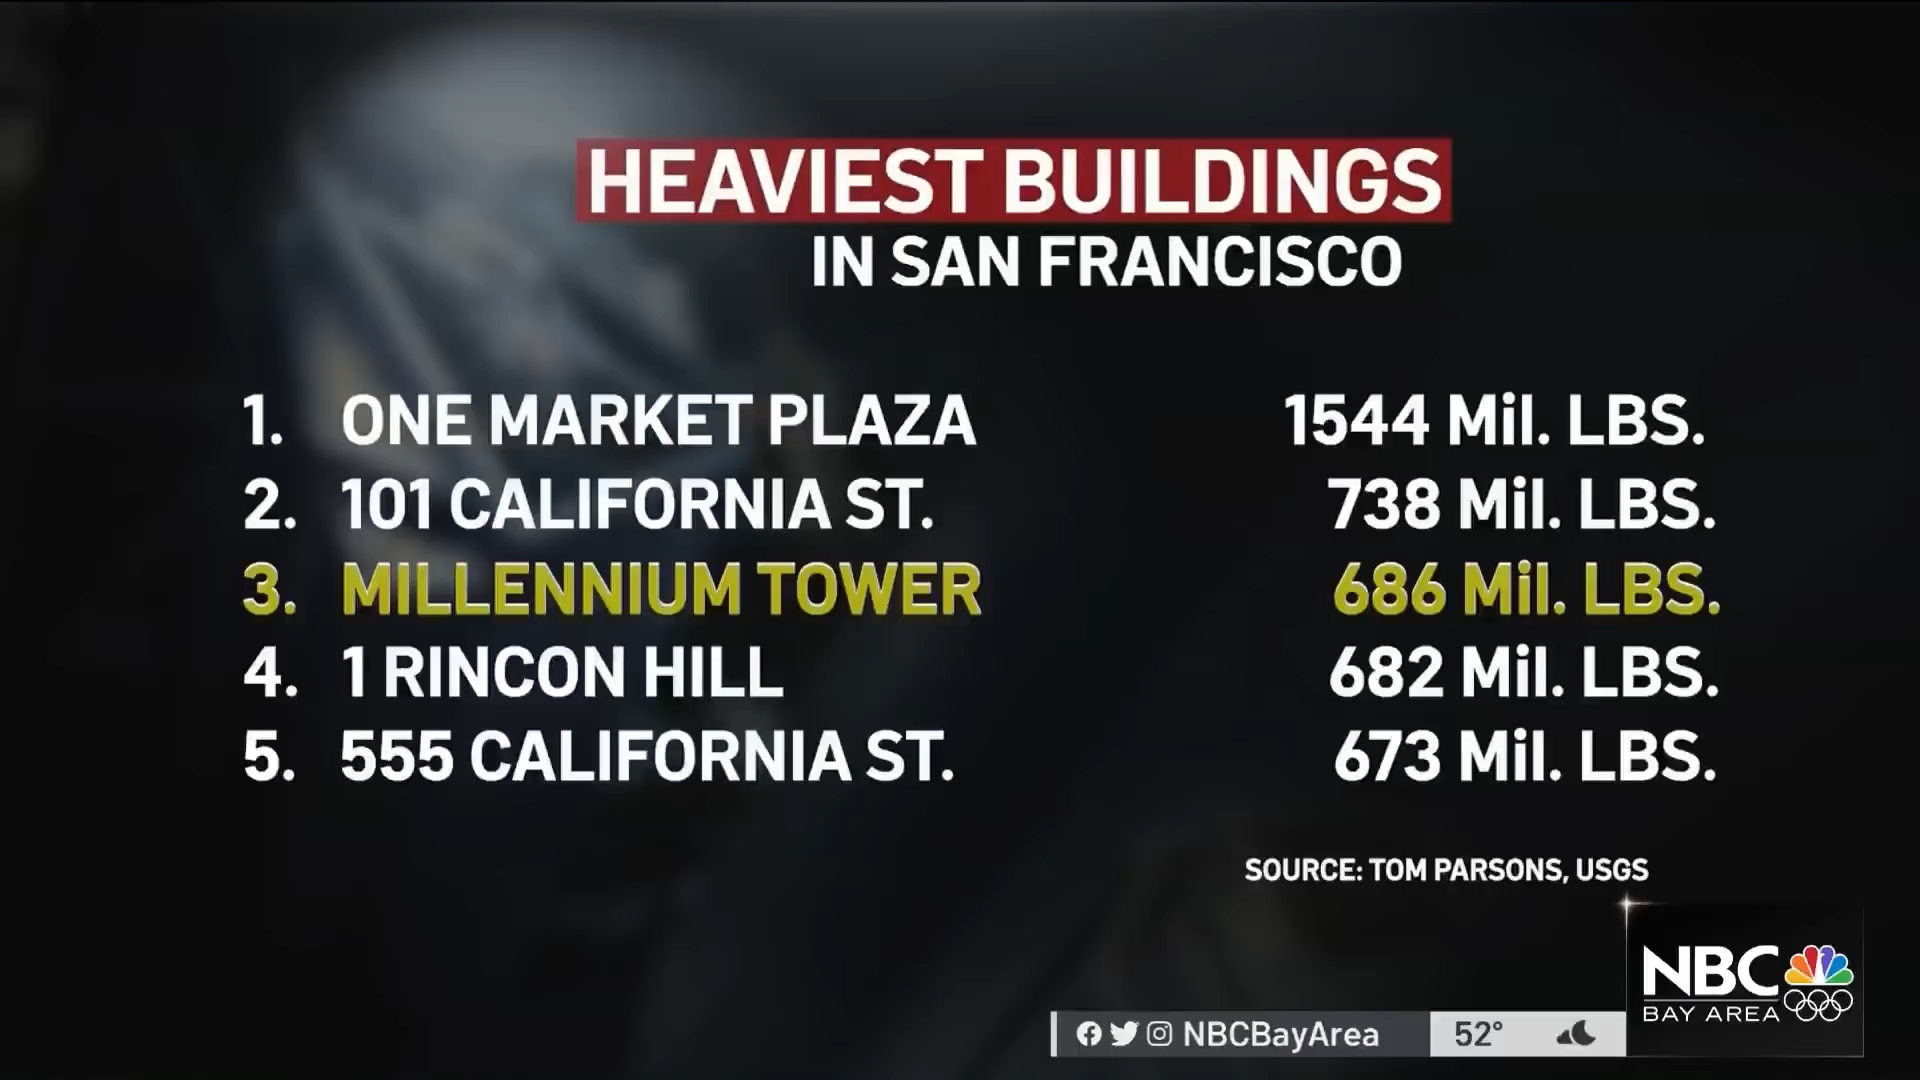 HEAVIEST BUILDINGS
IN SAN FRANCISCO
1. ONE MARKET PLAZA 1544 Mil. LBS.
2. 101 CALIFORNIA ST. 738 Mil. LBS.
3. MILLENNIUM TOWER 686 Mil. LBS.
4. 1 RINCON HILL 682 Mil. LBS.
5. 555 CALIFORNIA ST. 673 Mil. LBS.
SOURCE: TOM PARSONS, USGS
NBC
BAY AREA
NBCBayArea 52°